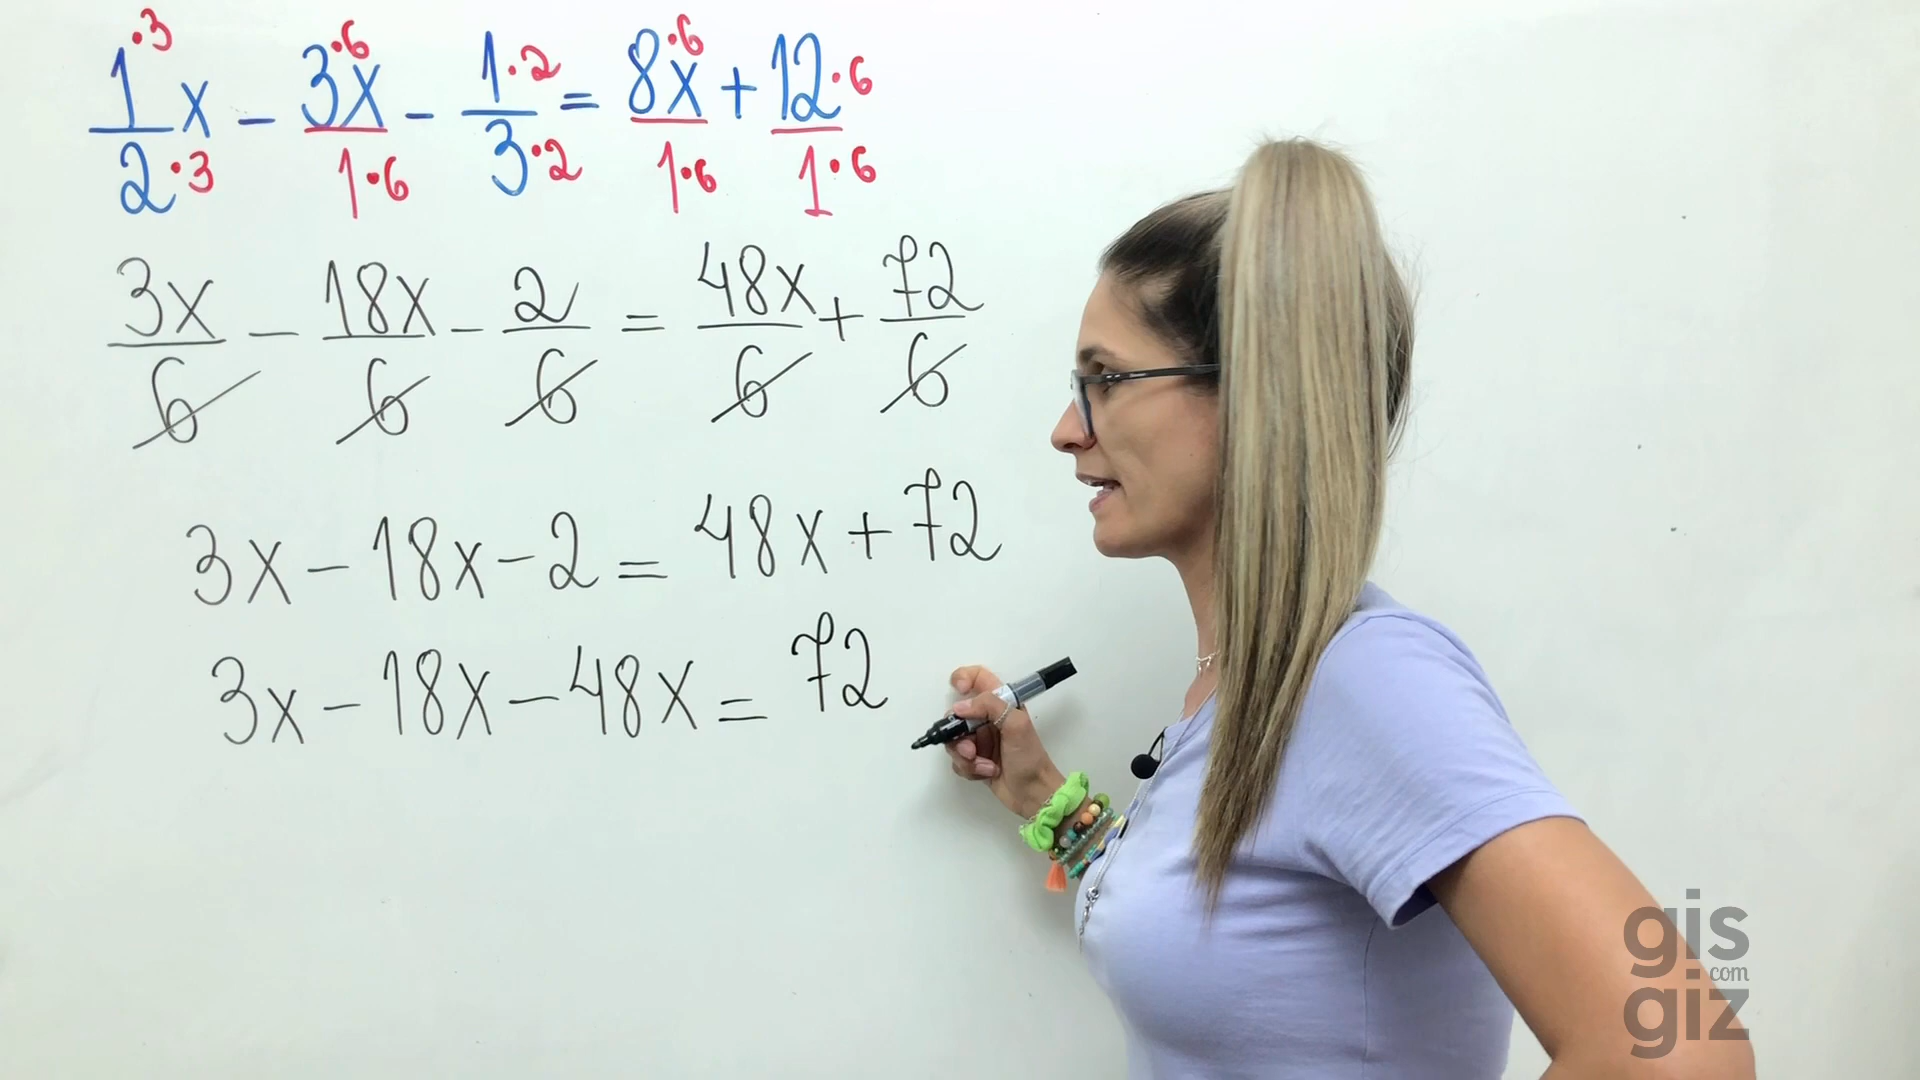 1·3/2·3 x - 3x·6/1·6 - 1·2/3·2 = 8x·6/1·6 + 12·6/1·6
3x/6 - 18x/6 - 2/6 = 48x/6 + 72/6
3x - 18x - 2 = 48x + 72
3x - 18x - 48x = 72
gis
com
giz